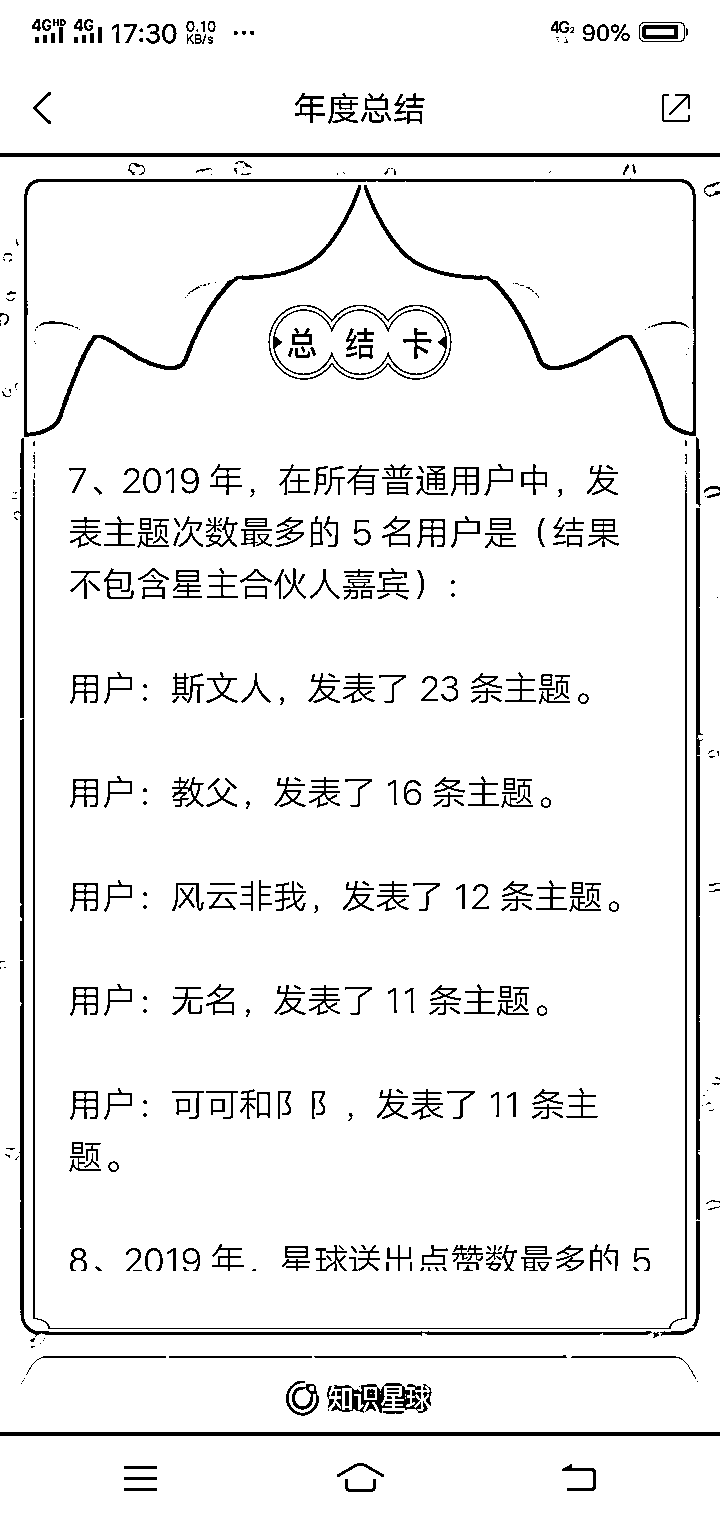 4G HD 4G 17:30 0.10 KB/s ··· 4G2 90%
年度总结
总结卡
7、2019 年，在所有普通用户中，发
表主题次数最多的 5 名用户是（结果
不包含星主合伙人嘉宾）：
用户：斯文人，发表了 23 条主题。
用户：教父，发表了 16 条主题。
用户：风云非我，发表了 12 条主题。
用户：无名，发表了 11 条主题。
用户：可可和阝阝，发表了 11 条主
题。
8、2019 年，星球送出点赞数最多的 5
知识星球